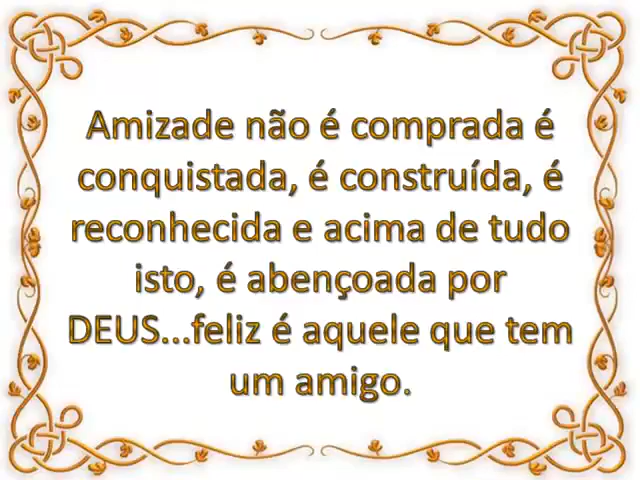 Amizade não é comprada é
conquistada, é construída, é
reconhecida e acima de tudo
isto, é abençoada por
DEUS...feliz é aquele que tem
um amigo.